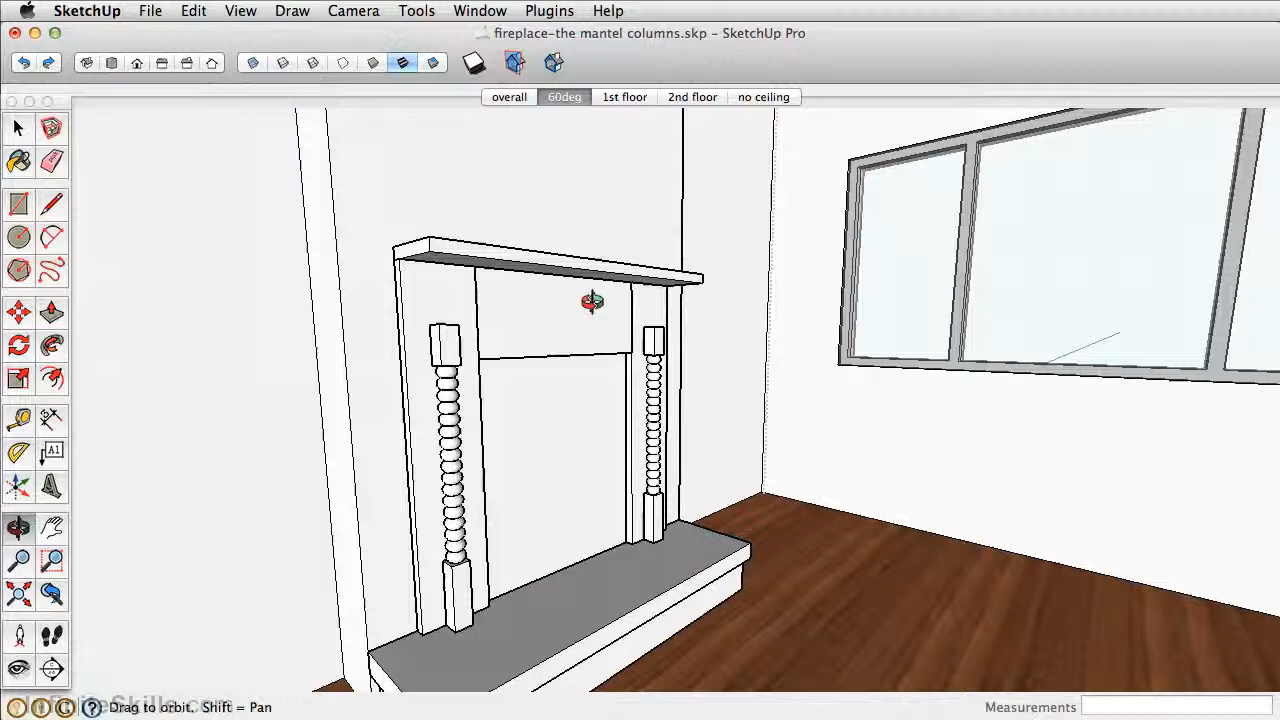 SketchUp File Edit View Draw Camera Tools Window Plugins Help
fireplace-the mantel columns.skp - SketchUp Pro
overall 60deg 1st floor 2nd floor no ceiling
A1
Drag to orbit. Shift = Pan
Measurements